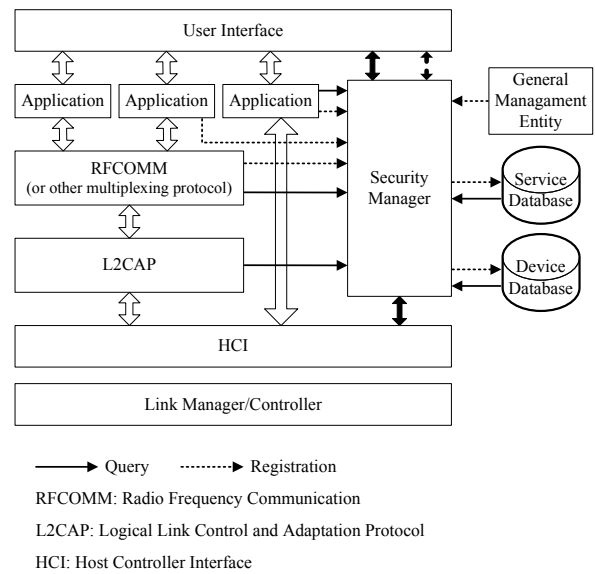 User Interface
Application
Application
Application
General
Managament
Entity
RFCOMM
(or other multiplexing protocol)
Security
Manager
Service
Database
L2CAP
Device
Database
HCI
Link Manager/Controller
Query
Registration
RFCOMM: Radio Frequency Communication
L2CAP: Logical Link Control and Adaptation Protocol
HCI: Host Controller Interface